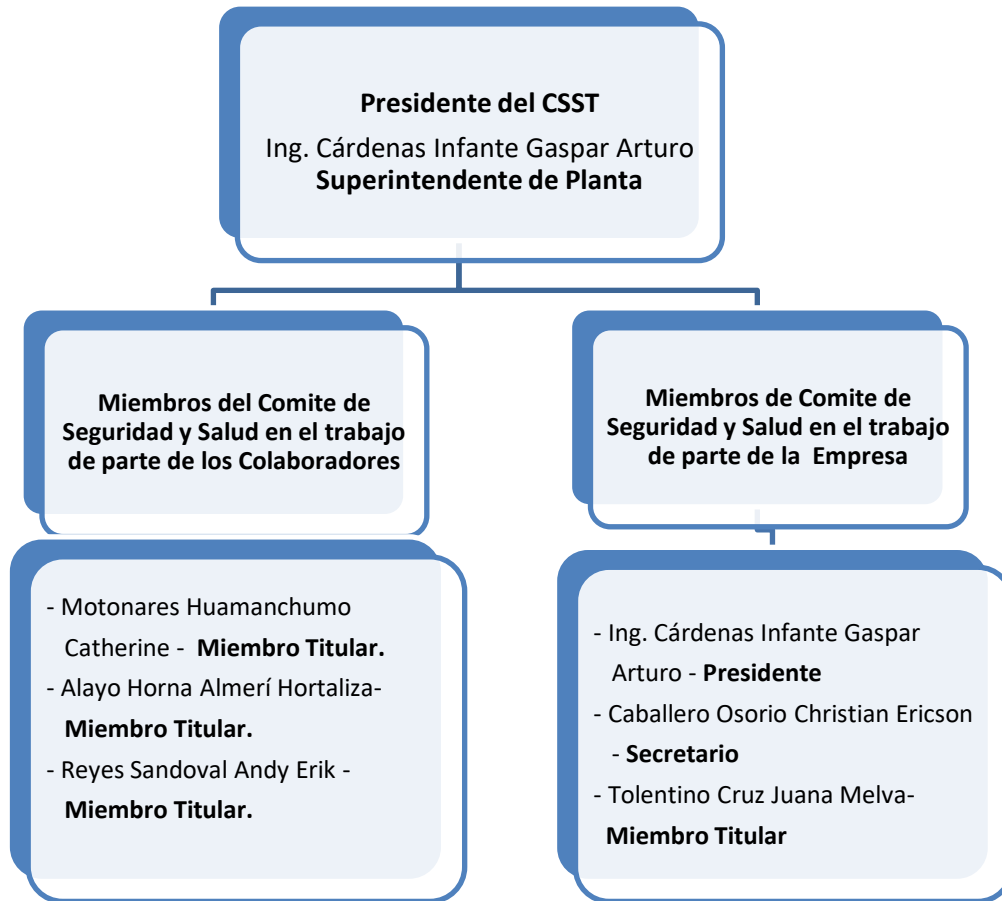 Presidente del CSST
Ing. Cárdenas Infante Gaspar Arturo
Superintendente de Planta
Miembros del Comite de
Seguridad y Salud en el trabajo
de parte de los Colaboradores
Miembros de Comite de
Seguridad y Salud en el trabajo
de parte de la Empresa
- Motonares Huamanchumo
Catherine - Miembro Titular.
- Alayo Horna Almerí Hortaliza-
Miembro Titular.
- Reyes Sandoval Andy Erik -
Miembro Titular.
- Ing. Cárdenas Infante Gaspar
Arturo - Presidente
- Caballero Osorio Christian Ericson
- Secretario
- Tolentino Cruz Juana Melva-
Miembro Titular